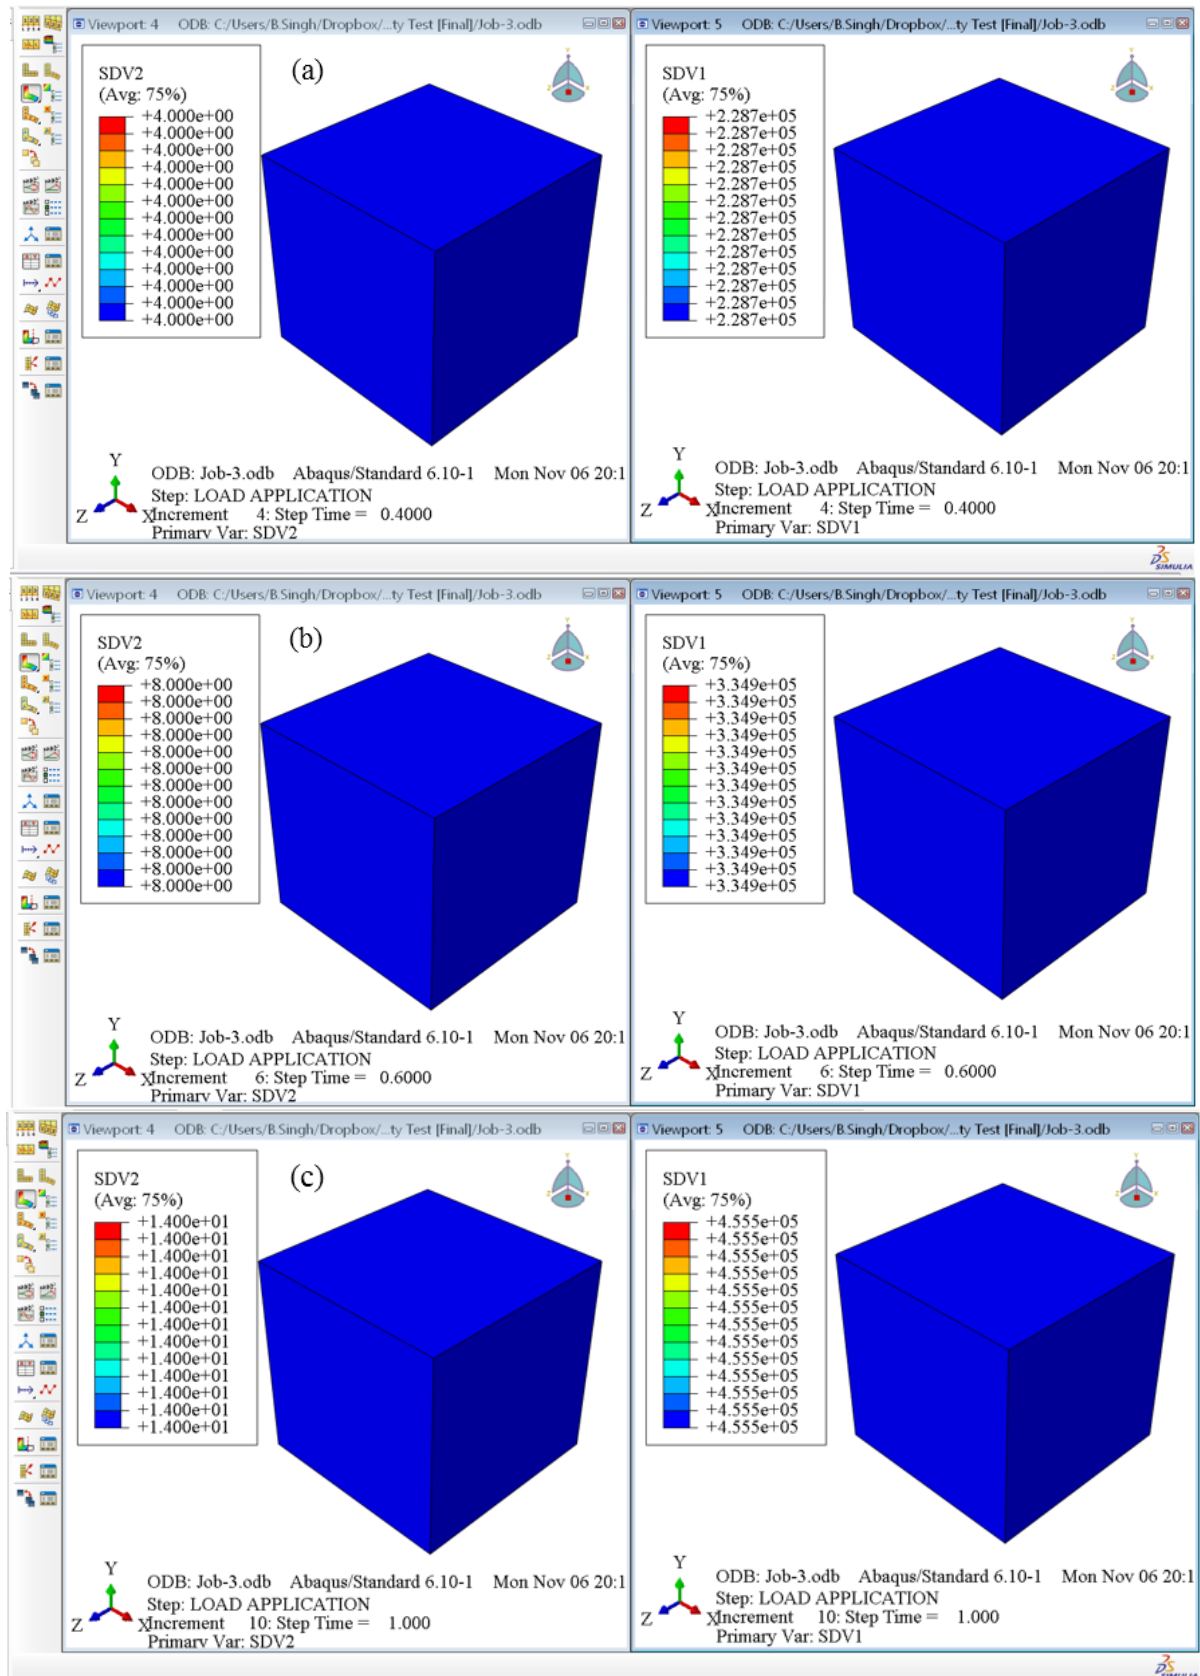 Viewport: 4 ODB: C:/Users/B.Singh/Dropbox/...ty Test [Final]/Job-3.odb
SDV2
(Avg: 75%)
+4.000e+00
+4.000e+00
+4.000e+00
+4.000e+00
+4.000e+00
+4.000e+00
+4.000e+00
+4.000e+00
+4.000e+00
+4.000e+00
+4.000e+00
+4.000e+00
+4.000e+00
(a)
Y
Z
X
ODB: Job-3.odb Abaqus/Standard 6.10-1 Mon Nov 06 20:1
Step: LOAD APPLICATION
Increment 4: Step Time = 0.4000
Primary Var: SDV2
Viewport: 5 ODB: C:/Users/B.Singh/Dropbox/...ty Test [Final]/Job-3.odb
SDV1
(Avg: 75%)
+2.287e+05
+2.287e+05
+2.287e+05
+2.287e+05
+2.287e+05
+2.287e+05
+2.287e+05
+2.287e+05
+2.287e+05
+2.287e+05
+2.287e+05
+2.287e+05
+2.287e+05
Y
Z
X
ODB: Job-3.odb Abaqus/Standard 6.10-1 Mon Nov 06 20:1
Step: LOAD APPLICATION
Increment 4: Step Time = 0.4000
Primary Var: SDV1
SIMULIA
Viewport: 4 ODB: C:/Users/B.Singh/Dropbox/...ty Test [Final]/Job-3.odb
SDV2
(Avg: 75%)
+8.000e+00
+8.000e+00
+8.000e+00
+8.000e+00
+8.000e+00
+8.000e+00
+8.000e+00
+8.000e+00
+8.000e+00
+8.000e+00
+8.000e+00
+8.000e+00
+8.000e+00
(b)
Y
Z
X
ODB: Job-3.odb Abaqus/Standard 6.10-1 Mon Nov 06 20:1
Step: LOAD APPLICATION
Increment 6: Step Time = 0.6000
Primary Var: SDV2
Viewport: 5 ODB: C:/Users/B.Singh/Dropbox/...ty Test [Final]/Job-3.odb
SDV1
(Avg: 75%)
+3.349e+05
+3.349e+05
+3.349e+05
+3.349e+05
+3.349e+05
+3.349e+05
+3.349e+05
+3.349e+05
+3.349e+05
+3.349e+05
+3.349e+05
+3.349e+05
+3.349e+05
Y
Z
X
ODB: Job-3.odb Abaqus/Standard 6.10-1 Mon Nov 06 20:1
Step: LOAD APPLICATION
Increment 6: Step Time = 0.6000
Primary Var: SDV1
Viewport: 4 ODB: C:/Users/B.Singh/Dropbox/...ty Test [Final]/Job-3.odb
SDV2
(Avg: 75%)
+1.400e+01
+1.400e+01
+1.400e+01
+1.400e+01
+1.400e+01
+1.400e+01
+1.400e+01
+1.400e+01
+1.400e+01
+1.400e+01
+1.400e+01
+1.400e+01
+1.400e+01
(c)
Y
Z
X
ODB: Job-3.odb Abaqus/Standard 6.10-1 Mon Nov 06 20:1
Step: LOAD APPLICATION
Increment 10: Step Time = 1.000
Primary Var: SDV2
Viewport: 5 ODB: C:/Users/B.Singh/Dropbox/...ty Test [Final]/Job-3.odb
SDV1
(Avg: 75%)
+4.555e+05
+4.555e+05
+4.555e+05
+4.555e+05
+4.555e+05
+4.555e+05
+4.555e+05
+4.555e+05
+4.555e+05
+4.555e+05
+4.555e+05
+4.555e+05
+4.555e+05
Y
Z
X
ODB: Job-3.odb Abaqus/Standard 6.10-1 Mon Nov 06 20:1
Step: LOAD APPLICATION
Increment 10: Step Time = 1.000
Primary Var: SDV1
SIMULIA